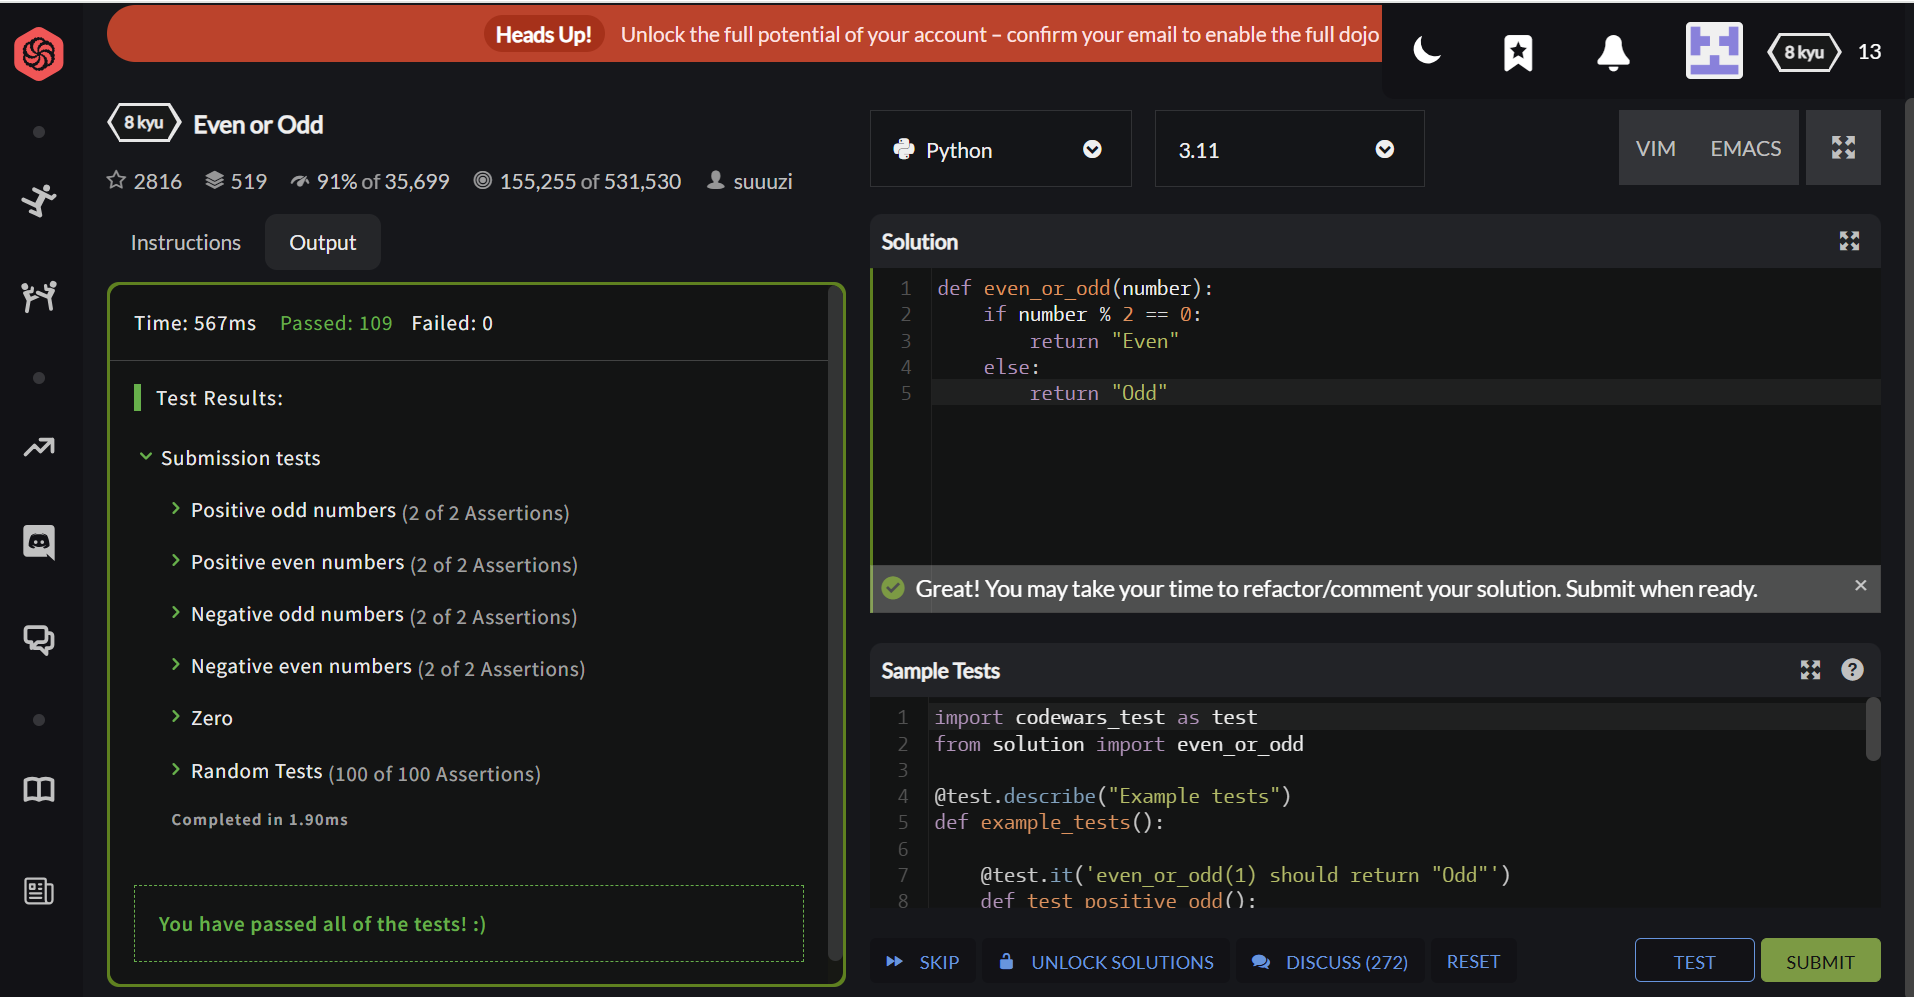 Heads Up! Unlock the full potential of your account – confirm your email to enable the full dojo
8 kyu 13
8 kyu Even or Odd
2816 519 91% of 35,699 155,255 of 531,530 suuuzi
Instructions Output
Time: 567ms Passed: 109 Failed: 0
Test Results:
Submission tests
Positive odd numbers (2 of 2 Assertions)
Positive even numbers (2 of 2 Assertions)
Negative odd numbers (2 of 2 Assertions)
Negative even numbers (2 of 2 Assertions)
Zero
Random Tests (100 of 100 Assertions)
Completed in 1.90ms
You have passed all of the tests! :)
Python 3.11 VIM EMACS
Solution
1 def even_or_odd(number):
2     if number % 2 == 0:
3         return "Even"
4     else:
5         return "Odd"
Great! You may take your time to refactor/comment your solution. Submit when ready. ×
Sample Tests ?
1 import codewars_test as test
2 from solution import even_or_odd
3
4 @test.describe("Example tests")
5 def example_tests():
6
7     @test.it('even_or_odd(1) should return "Odd"')
8     def test_positive_odd():
SKIP UNLOCK SOLUTIONS DISCUSS (272) RESET TEST SUBMIT